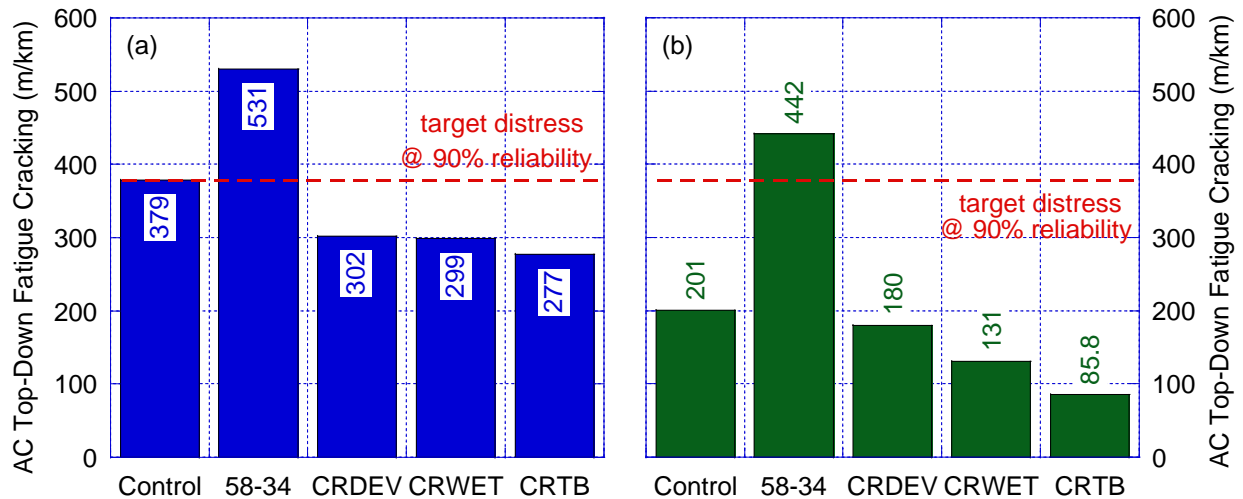 AC Top-Down Fatigue Cracking (m/km)
600
500
400
300
200
100
0
(a)
target distress
@ 90% reliability
379
531
302
299
277
Control
58-34
CRDEV
CRWET
CRTB
(b)
target distress
@ 90% reliability
201
442
180
131
85.8
Control
58-34
CRDEV
CRWET
CRTB
600
500
400
300
200
100
0
AC Top-Down Fatigue Cracking (m/km)